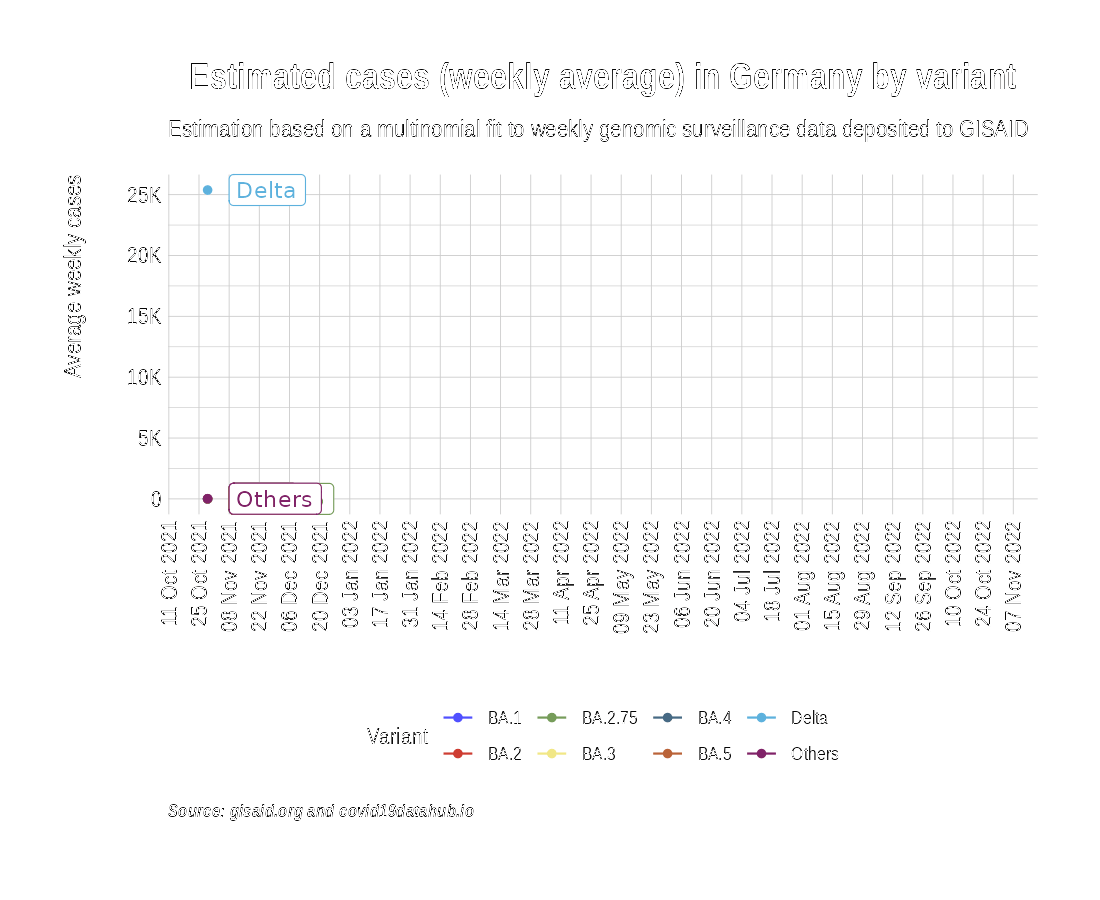 Estimated cases (weekly average) in Germany by variant
Estimation based on a multinomial fit to weekly genomic surveillance data deposited to GISAID
Average weekly cases
25K
20K
15K
10K
5K
0
Delta
Others
11 Oct 2021
25 Oct 2021
08 Nov 2021
22 Nov 2021
06 Dec 2021
20 Dec 2021
03 Jan 2022
17 Jan 2022
31 Jan 2022
14 Feb 2022
28 Feb 2022
14 Mar 2022
28 Mar 2022
11 Apr 2022
25 Apr 2022
09 May 2022
23 May 2022
06 Jun 2022
20 Jun 2022
04 Jul 2022
18 Jul 2022
01 Aug 2022
15 Aug 2022
29 Aug 2022
12 Sep 2022
26 Sep 2022
10 Oct 2022
24 Oct 2022
07 Nov 2022
Variant
BA.1 BA.2.75 BA.4 Delta
BA.2 BA.3 BA.5 Others
Source: gisaid.org and covid19datahub.io